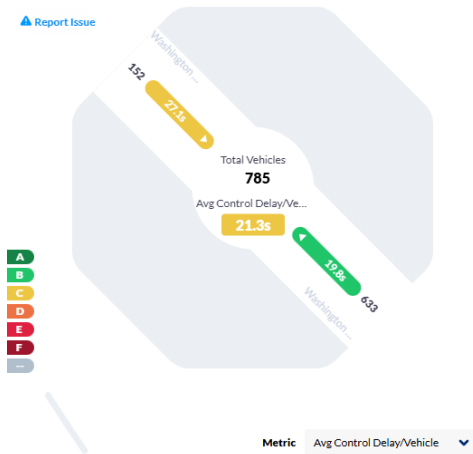 Report Issue
Washington ...
152
27.1s
Total Vehicles
785
Avg Control Delay/Ve...
21.3s
19.8s
633
Washington ...
A
B
C
D
E
F
--
Metric Avg Control Delay/Vehicle